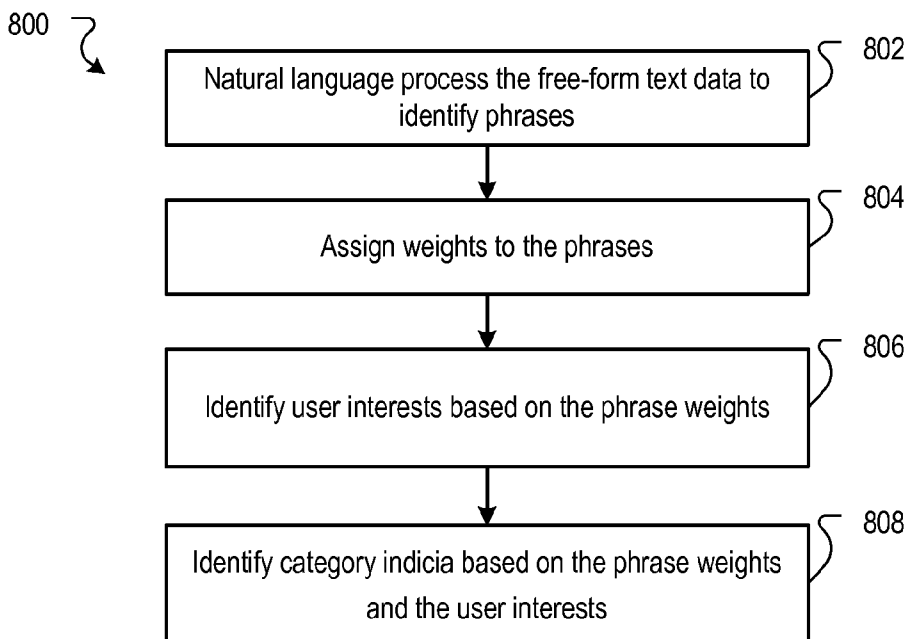 800
802
Natural language process the free-form text data to
identify phrases
804
Assign weights to the phrases
806
Identify user interests based on the phrase weights
808
Identify category indicia based on the phrase weights
and the user interests